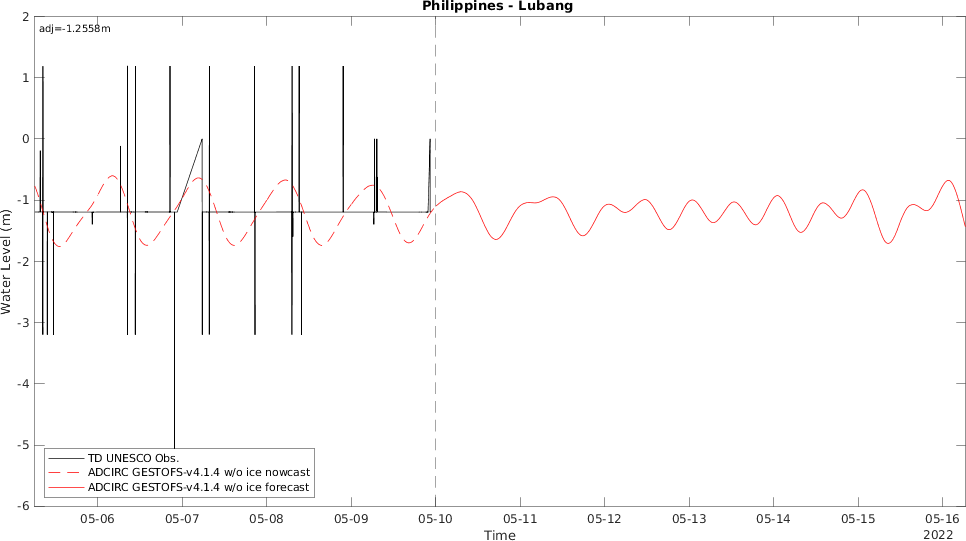 Philippines - Lubang
adj=-1.2558m
2
1
0
-1
-2
-3
-4
-5
-6
Water Level (m)
TD UNESCO Obs.
ADCIRC GESTOFS-v4.1.4 w/o ice nowcast
ADCIRC GESTOFS-v4.1.4 w/o ice forecast
05-06 05-07 05-08 05-09 05-10 05-11 05-12 05-13 05-14 05-15 05-16
Time
2022